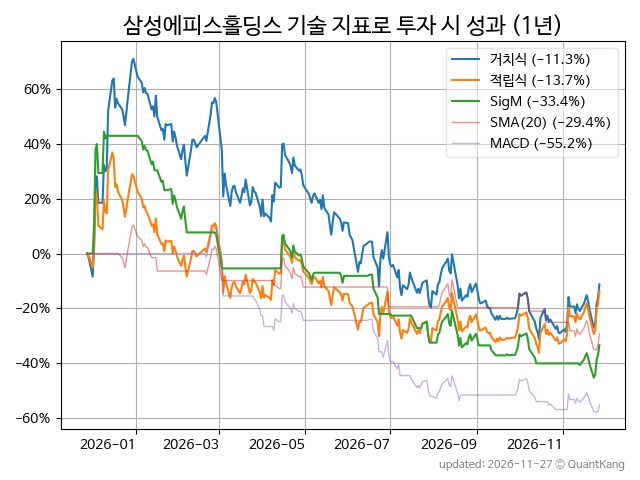 삼성에피스홀딩스 기술 지표로 투자 시 성과 (1년)
거치식 (−11.3%)
적립식 (−13.7%)
SigM (−33.4%)
SMA(20) (−29.4%)
MACD (−55.2%)
60%
40%
20%
0%
−20%
−40%
−60%
2026-01
2026-03
2026-05
2026-07
2026-09
2026-11
updated: 2026-11-27 © QuantKang